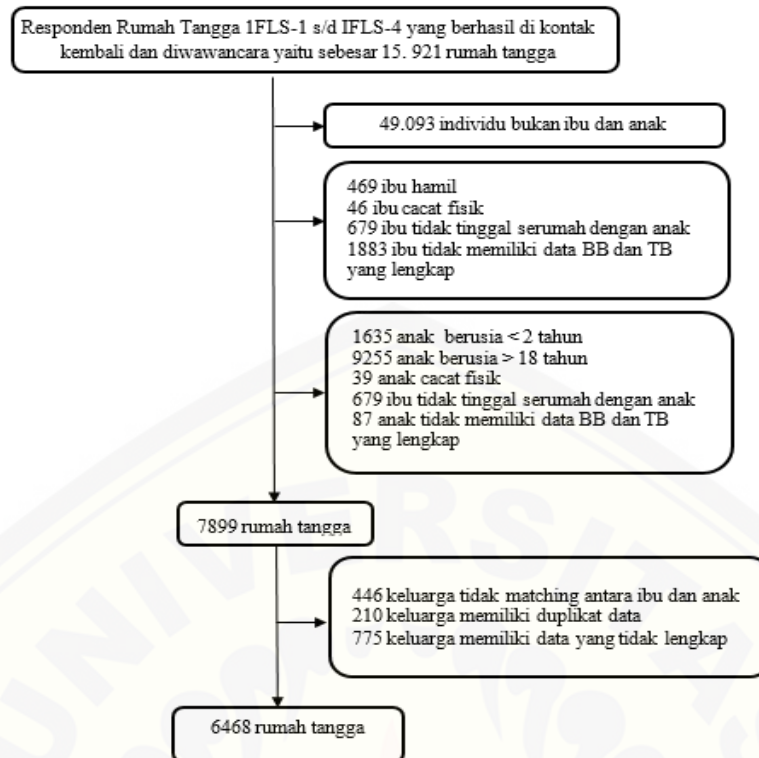 Responden Rumah Tangga 1FLS-1 s/d IFLS-4 yang berhasil di kontak
kembali dan diwawancara yaitu sebesar 15. 921 rumah tangga
49.093 individu bukan ibu dan anak
469 ibu hamil
46 ibu cacat fisik
679 ibu tidak tinggal serumah dengan anak
1883 ibu tidak memiliki data BB dan TB
yang lengkap
1635 anak berusia < 2 tahun
9255 anak berusia > 18 tahun
39 anak cacat fisik
679 ibu tidak tinggal serumah dengan anak
87 anak tidak memiliki data BB dan TB
yang lengkap
7899 rumah tangga
446 keluarga tidak matching antara ibu dan anak
210 keluarga memiliki duplikat data
775 keluarga memiliki data yang tidak lengkap
6468 rumah tangga
UNIVERSITAS